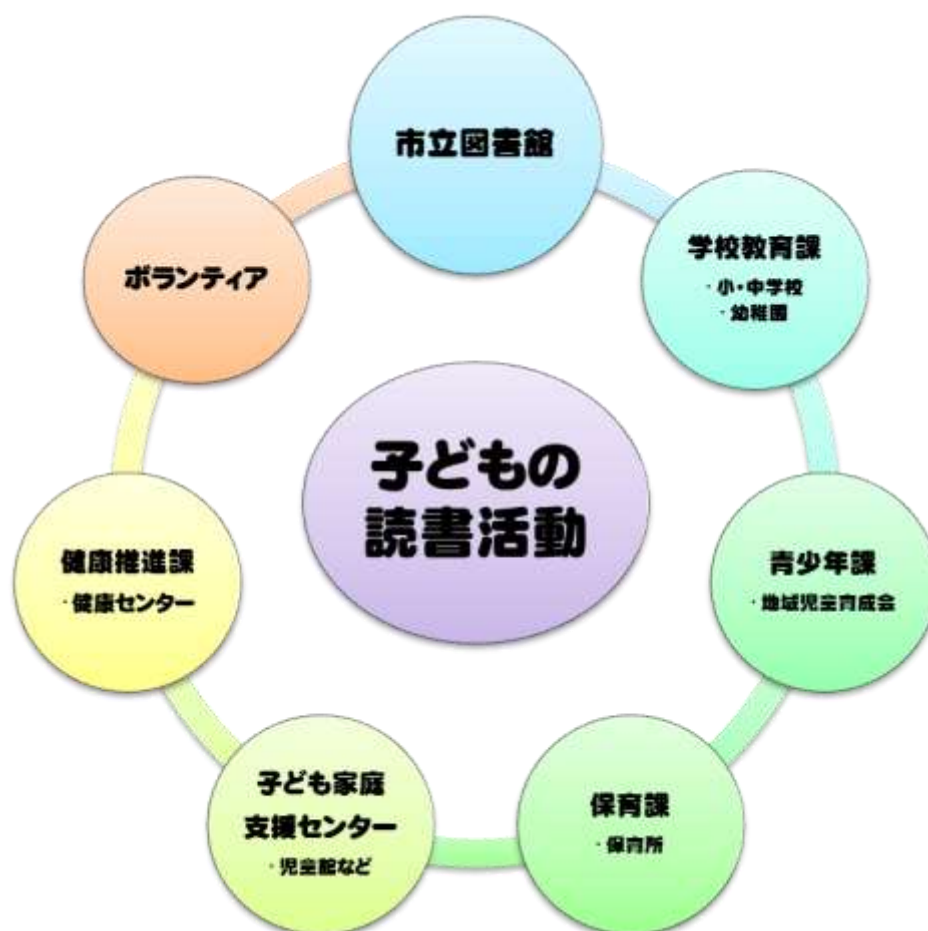 市立図書館
学校教育課
・小・中学校
・幼稚園
青少年課
・地域児童育成会
保育課
・保育所
子ども家庭
支援センター
・児童館など
健康推進課
・健康センター
ボランティア
子どもの
読書活動